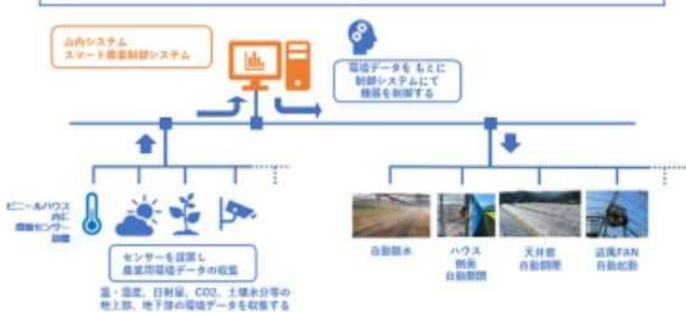 山内システム
スマート農業制御システム
環境データを もとに
制御システムにて
機器を制御する
ビニールハウス
内に
環境センサー
設置
センサーを設置し
農業用環境データの収集
温・湿度、日射量、CO2、土壌水分等の
地上部、地下部の環境データを収集する
自動散水
ハウス
側面
自動開閉
天井窓
自動開閉
送風FAN
自動起動